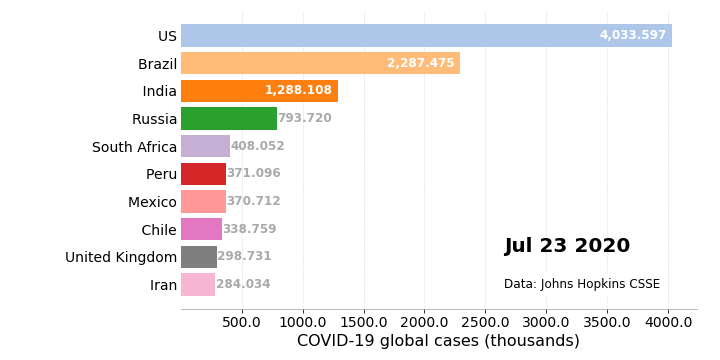 US 4,033.597
Brazil 2,287.475
India 1,288.108
Russia 793.720
South Africa 408.052
Peru 371.096
Mexico 370.712
Chile 338.759
United Kingdom 298.731
Iran 284.034
Jul 23 2020
Data: Johns Hopkins CSSE
500.0 1000.0 1500.0 2000.0 2500.0 3000.0 3500.0 4000.0
COVID-19 global cases (thousands)